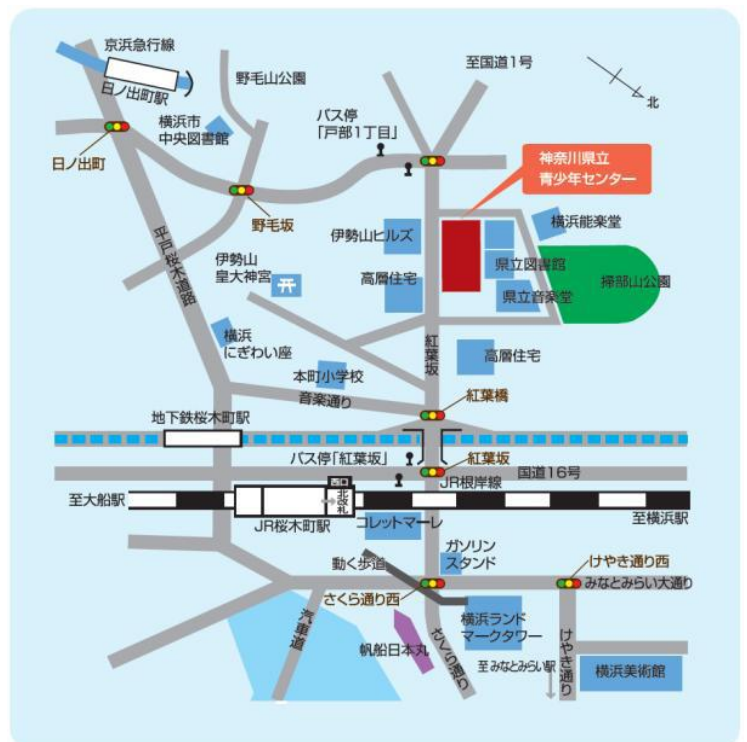 京浜急行線
日ノ出町駅
野毛山公園
至国道1号
北
横浜市
中央図書館
バス停
「戸部1丁目」
日ノ出町
野毛坂
神奈川県立
青少年センター
横浜能楽堂
伊勢山ヒルズ
県立図書館
掃部山公園
平戸桜木道路
伊勢山
皇大神宮
高層住宅
県立音楽堂
横浜
にぎわい座
紅葉坂
高層住宅
本町小学校
音楽通り
紅葉橋
地下鉄桜木町駅
バス停「紅葉坂」
紅葉坂
国道16号
JR根岸線
至大船駅
西口
北改札
JR桜木町駅
コレットマーレ
至横浜駅
動く歩道
ガソリン
スタンド
けやき通り西
さくら通り西
みなとみらい大通り
汽車道
帆船日本丸
さくら通り
横浜ランド
マークタワー
至みなとみらい駅
けやき通り
横浜美術館